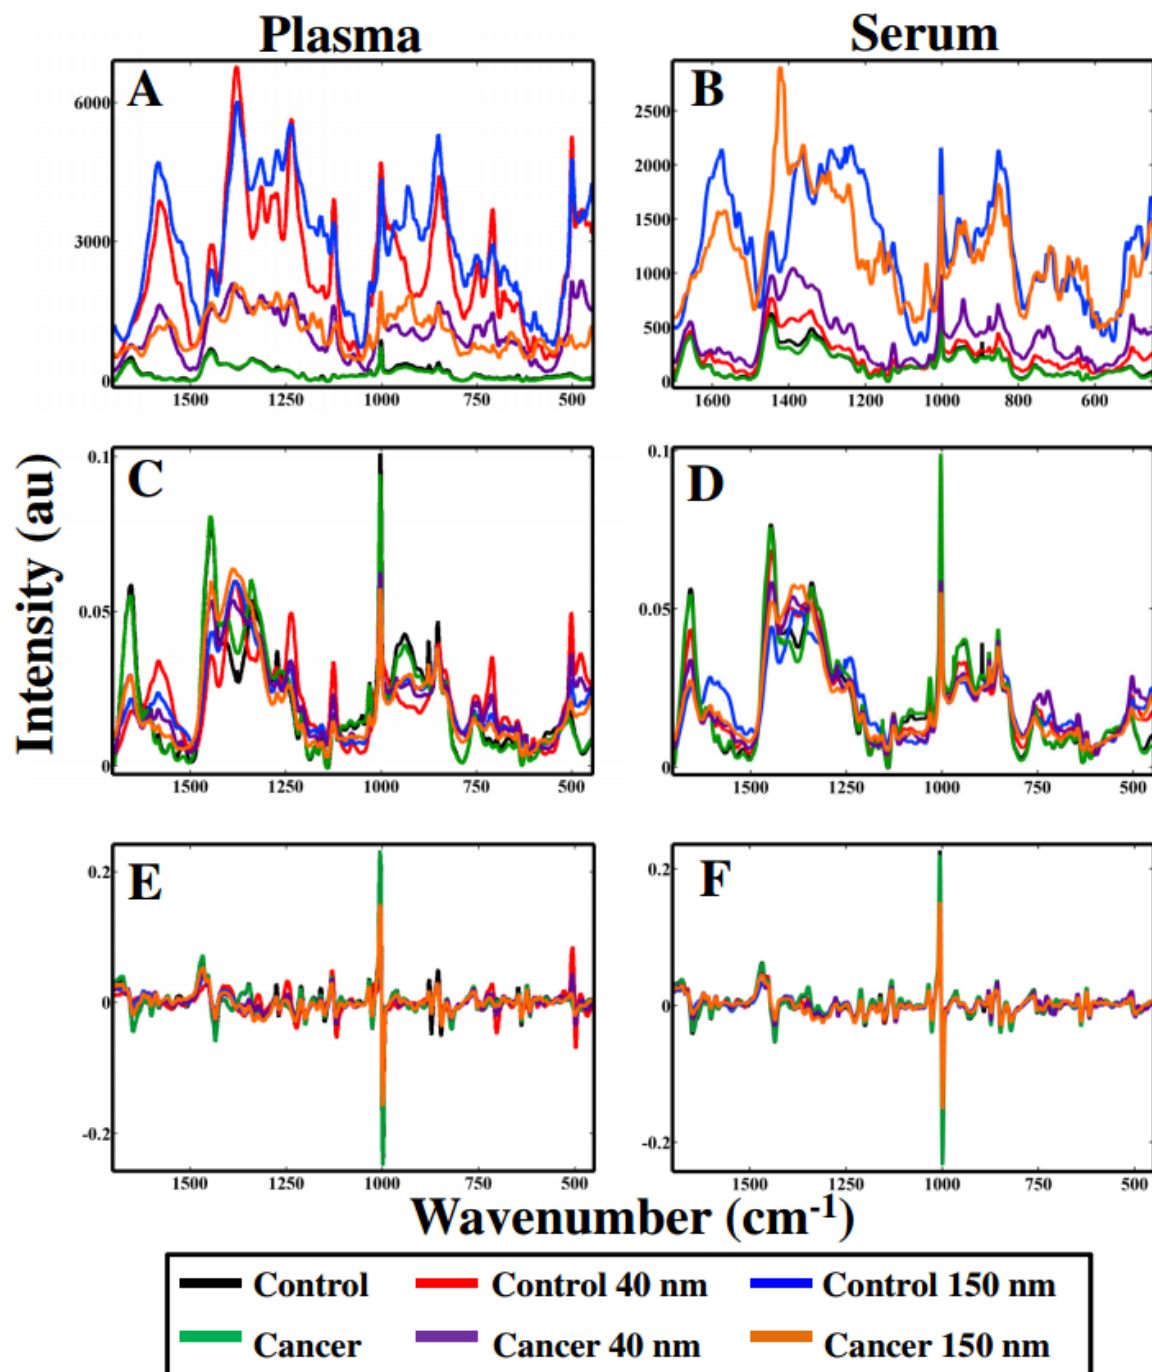 Plasma Serum
A
6000
3000
0
1500 1250 1000 750 500
B
2500
2000
1500
1000
500
0
1600 1400 1200 1000 800 600
Intensity (au)
C
0.1
0.05
0
1500 1250 1000 750 500
D
0.1
0.05
0
1500 1250 1000 750 500
E
0.2
0
-0.2
1500 1250 1000 750 500
F
0.2
0
-0.2
1500 1250 1000 750 500
Wavenumber (cm-1)
Control Control 40 nm Control 150 nm
Cancer Cancer 40 nm Cancer 150 nm